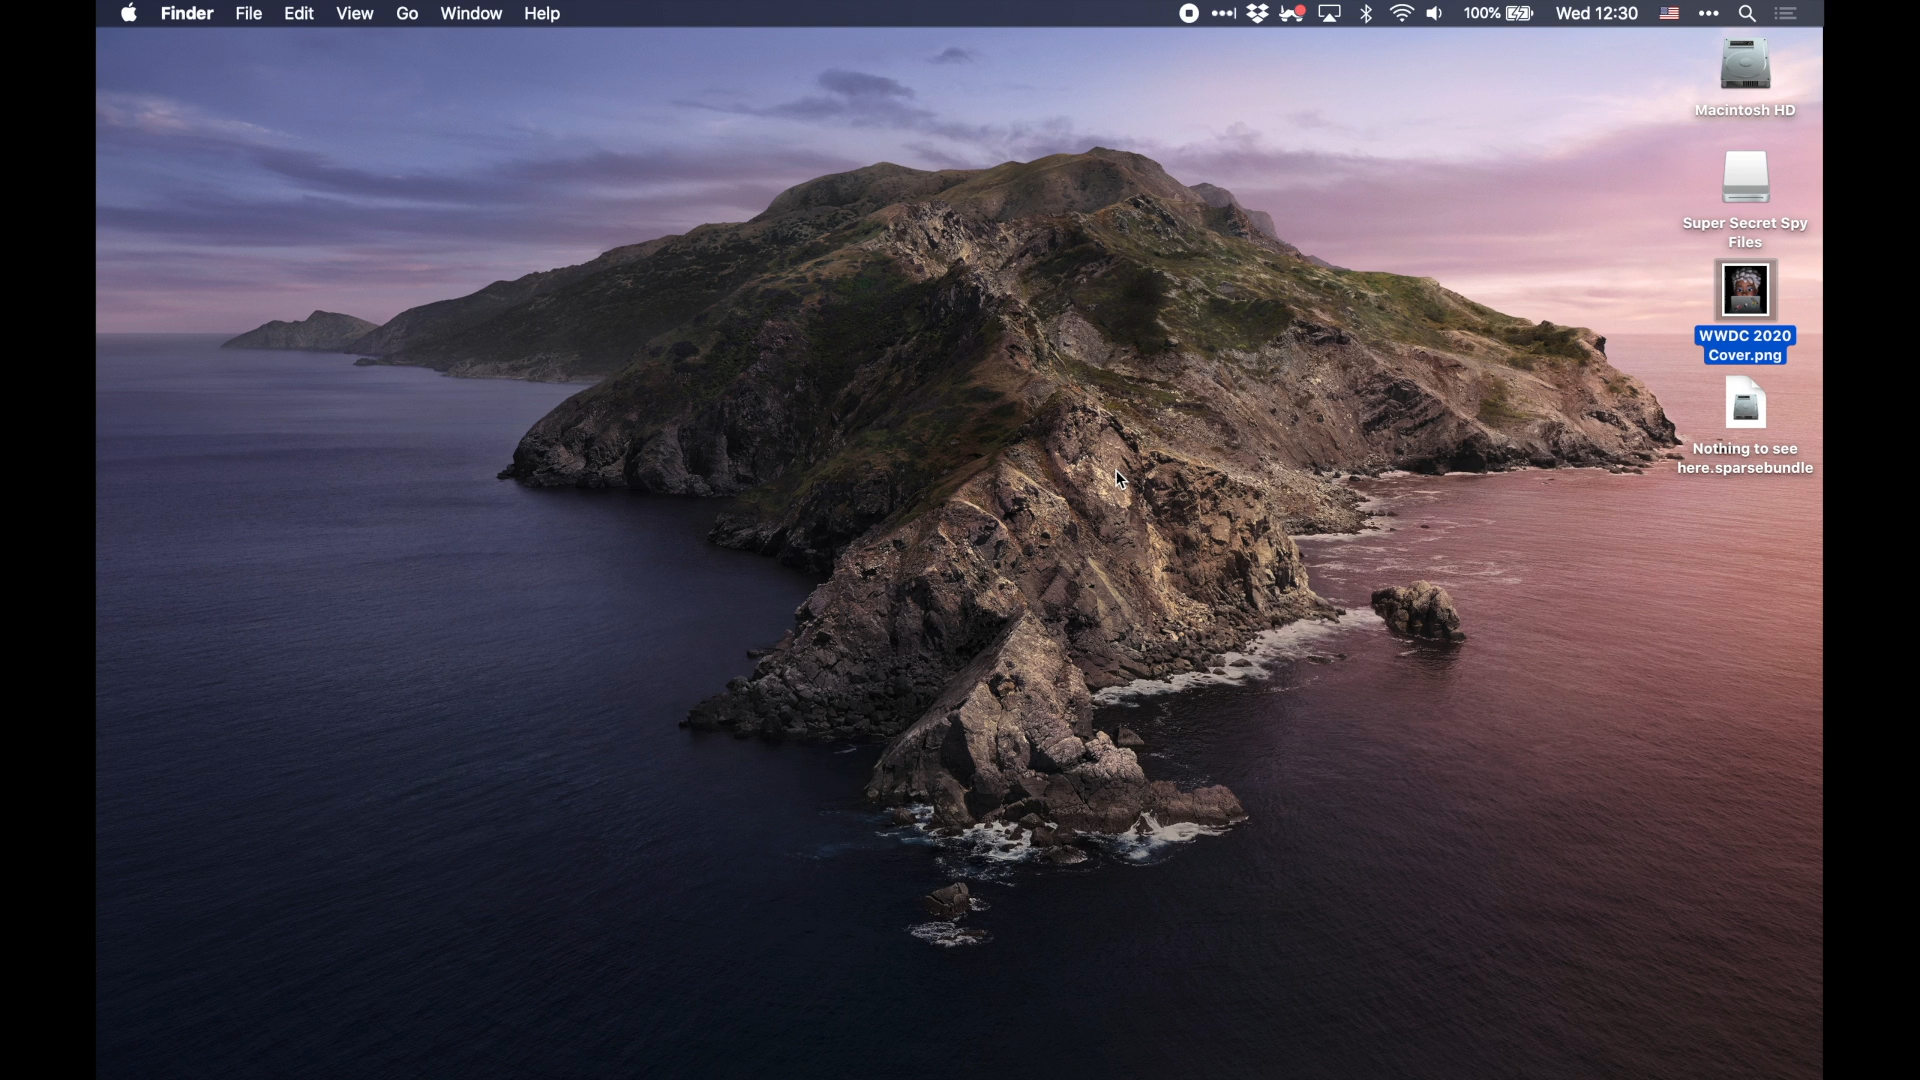 Finder File Edit View Go Window Help 100% Wed 12:30
Macintosh HD
Super Secret Spy
Files
WWDC 2020
Cover.png
Nothing to see
here.sparsebundle